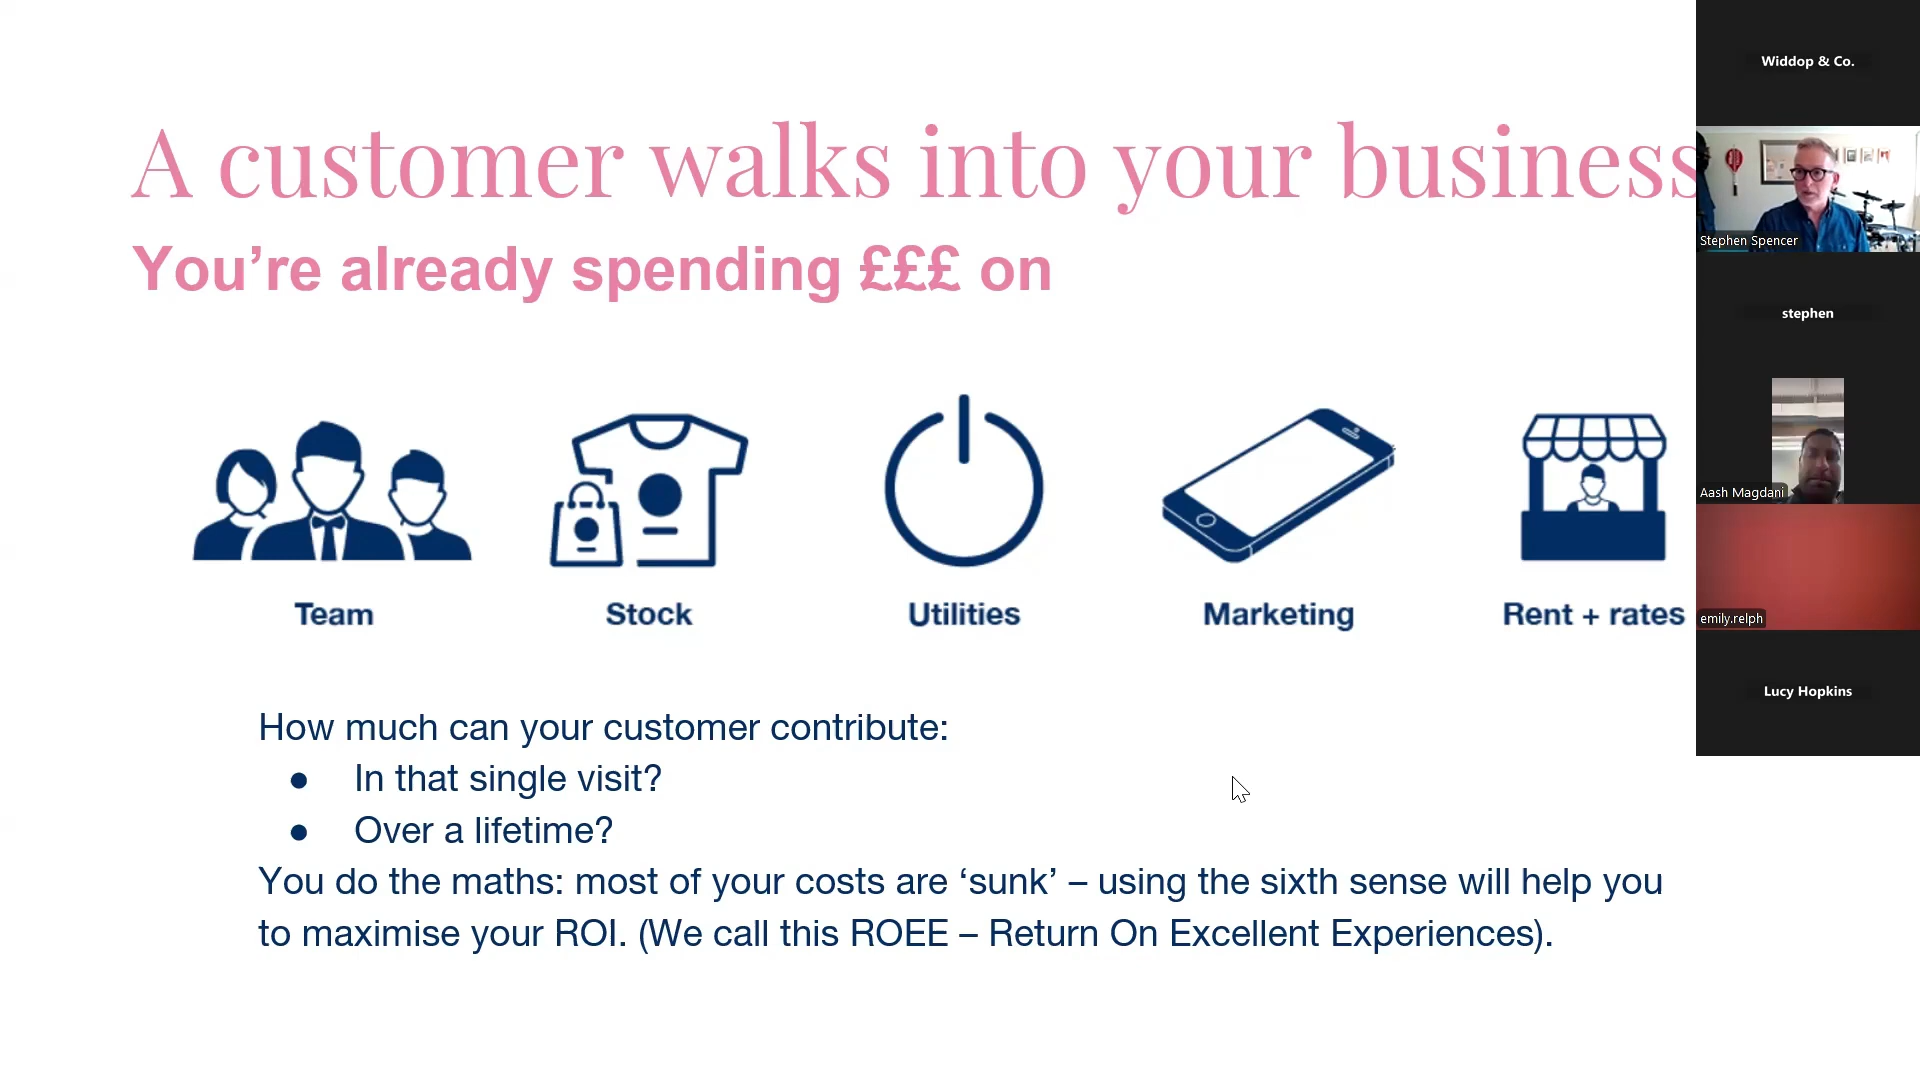 A customer walks into your business
You’re already spending £££ on
Team
Stock
Utilities
Marketing
Rent + rates
How much can your customer contribute:
● In that single visit?
● Over a lifetime?
You do the maths: most of your costs are ‘sunk’ – using the sixth sense will help you
to maximise your ROI. (We call this ROEE – Return On Excellent Experiences).
Widdop & Co.
Stephen Spencer
stephen
Aash Magdani
emily.relph
Lucy Hopkins